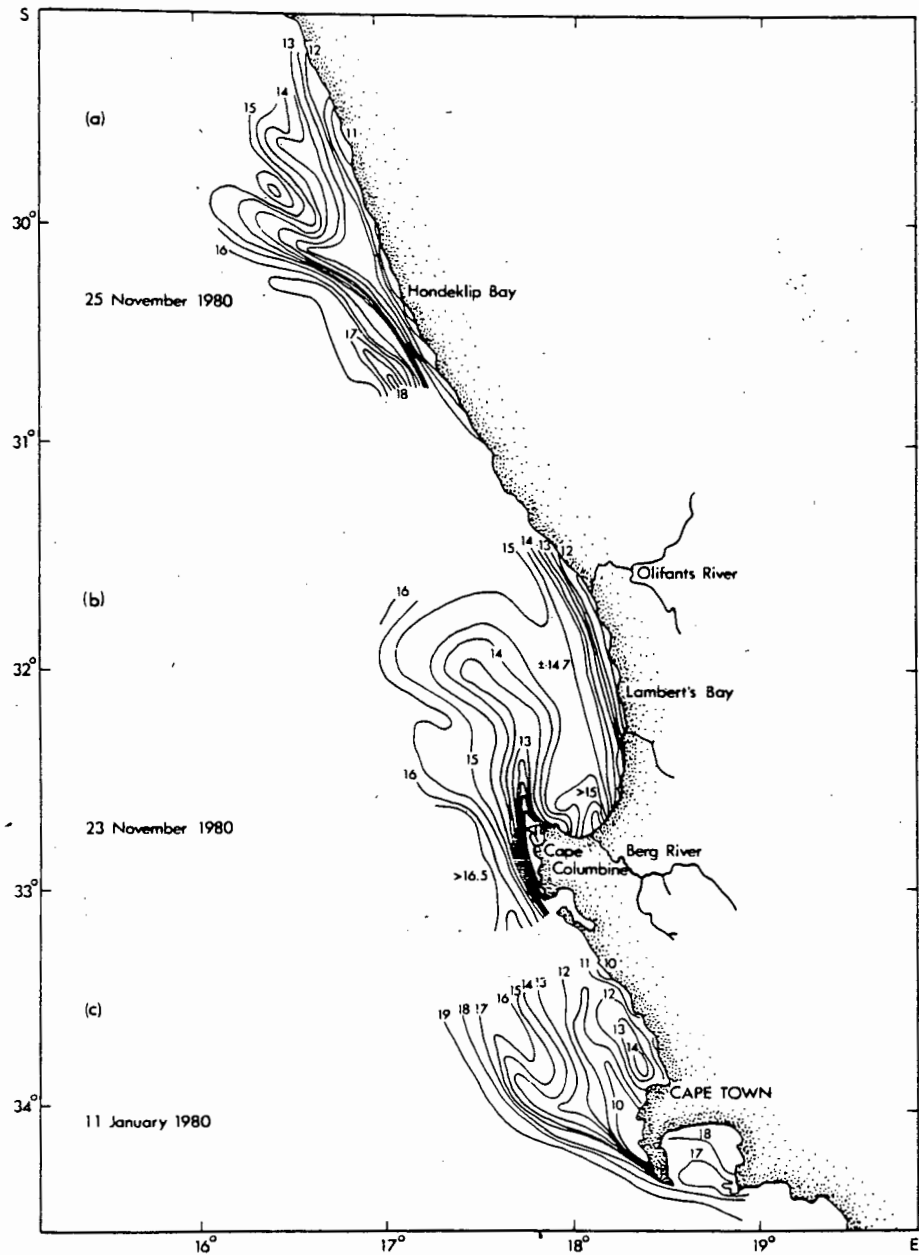 S
13 12
14
15
(a)
11
30°
16
Hondeklip Bay
25 November 1980
17
18
31°
15 14 13 12
Olifants River
(b)
16
14
32°
±14.7
Lambert's Bay
13
15
16
>15
23 November 1980
Cape Columbine
Berg River
>16.5
33°
11 10
12
16 15 14 13
12
19 18 17
(c)
13
14
CAPE TOWN
10
34°
11 January 1980
18
17
16° 17° 18° 19° E